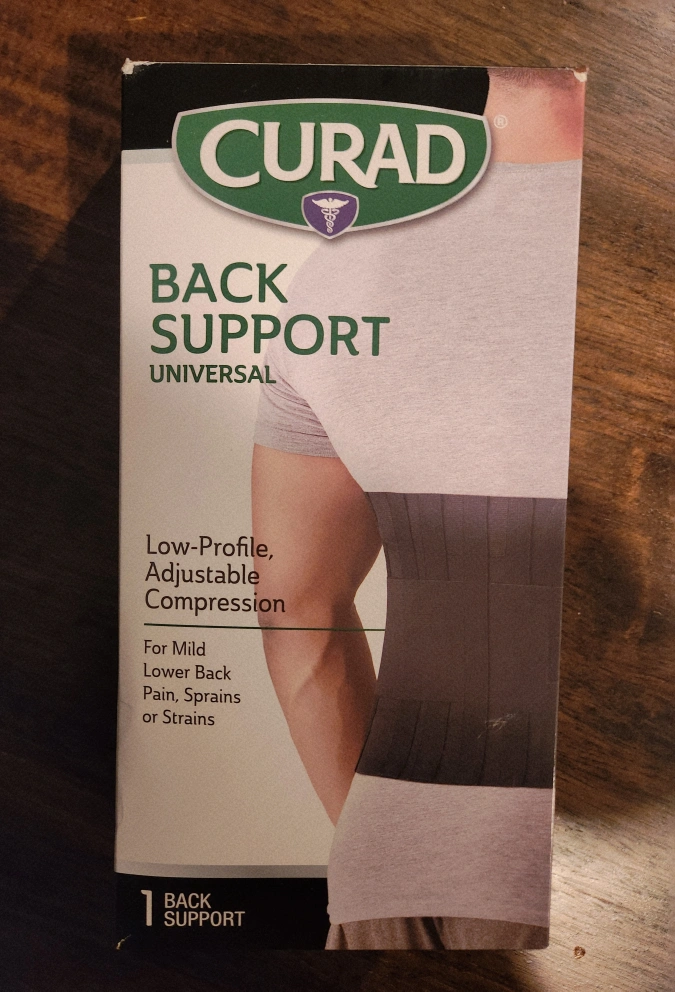 CURAD®
BACK
SUPPORT
UNIVERSAL
Low-Profile,
Adjustable
Compression
For Mild
Lower Back
Pain, Sprains
or Strains
1 BACK
SUPPORT